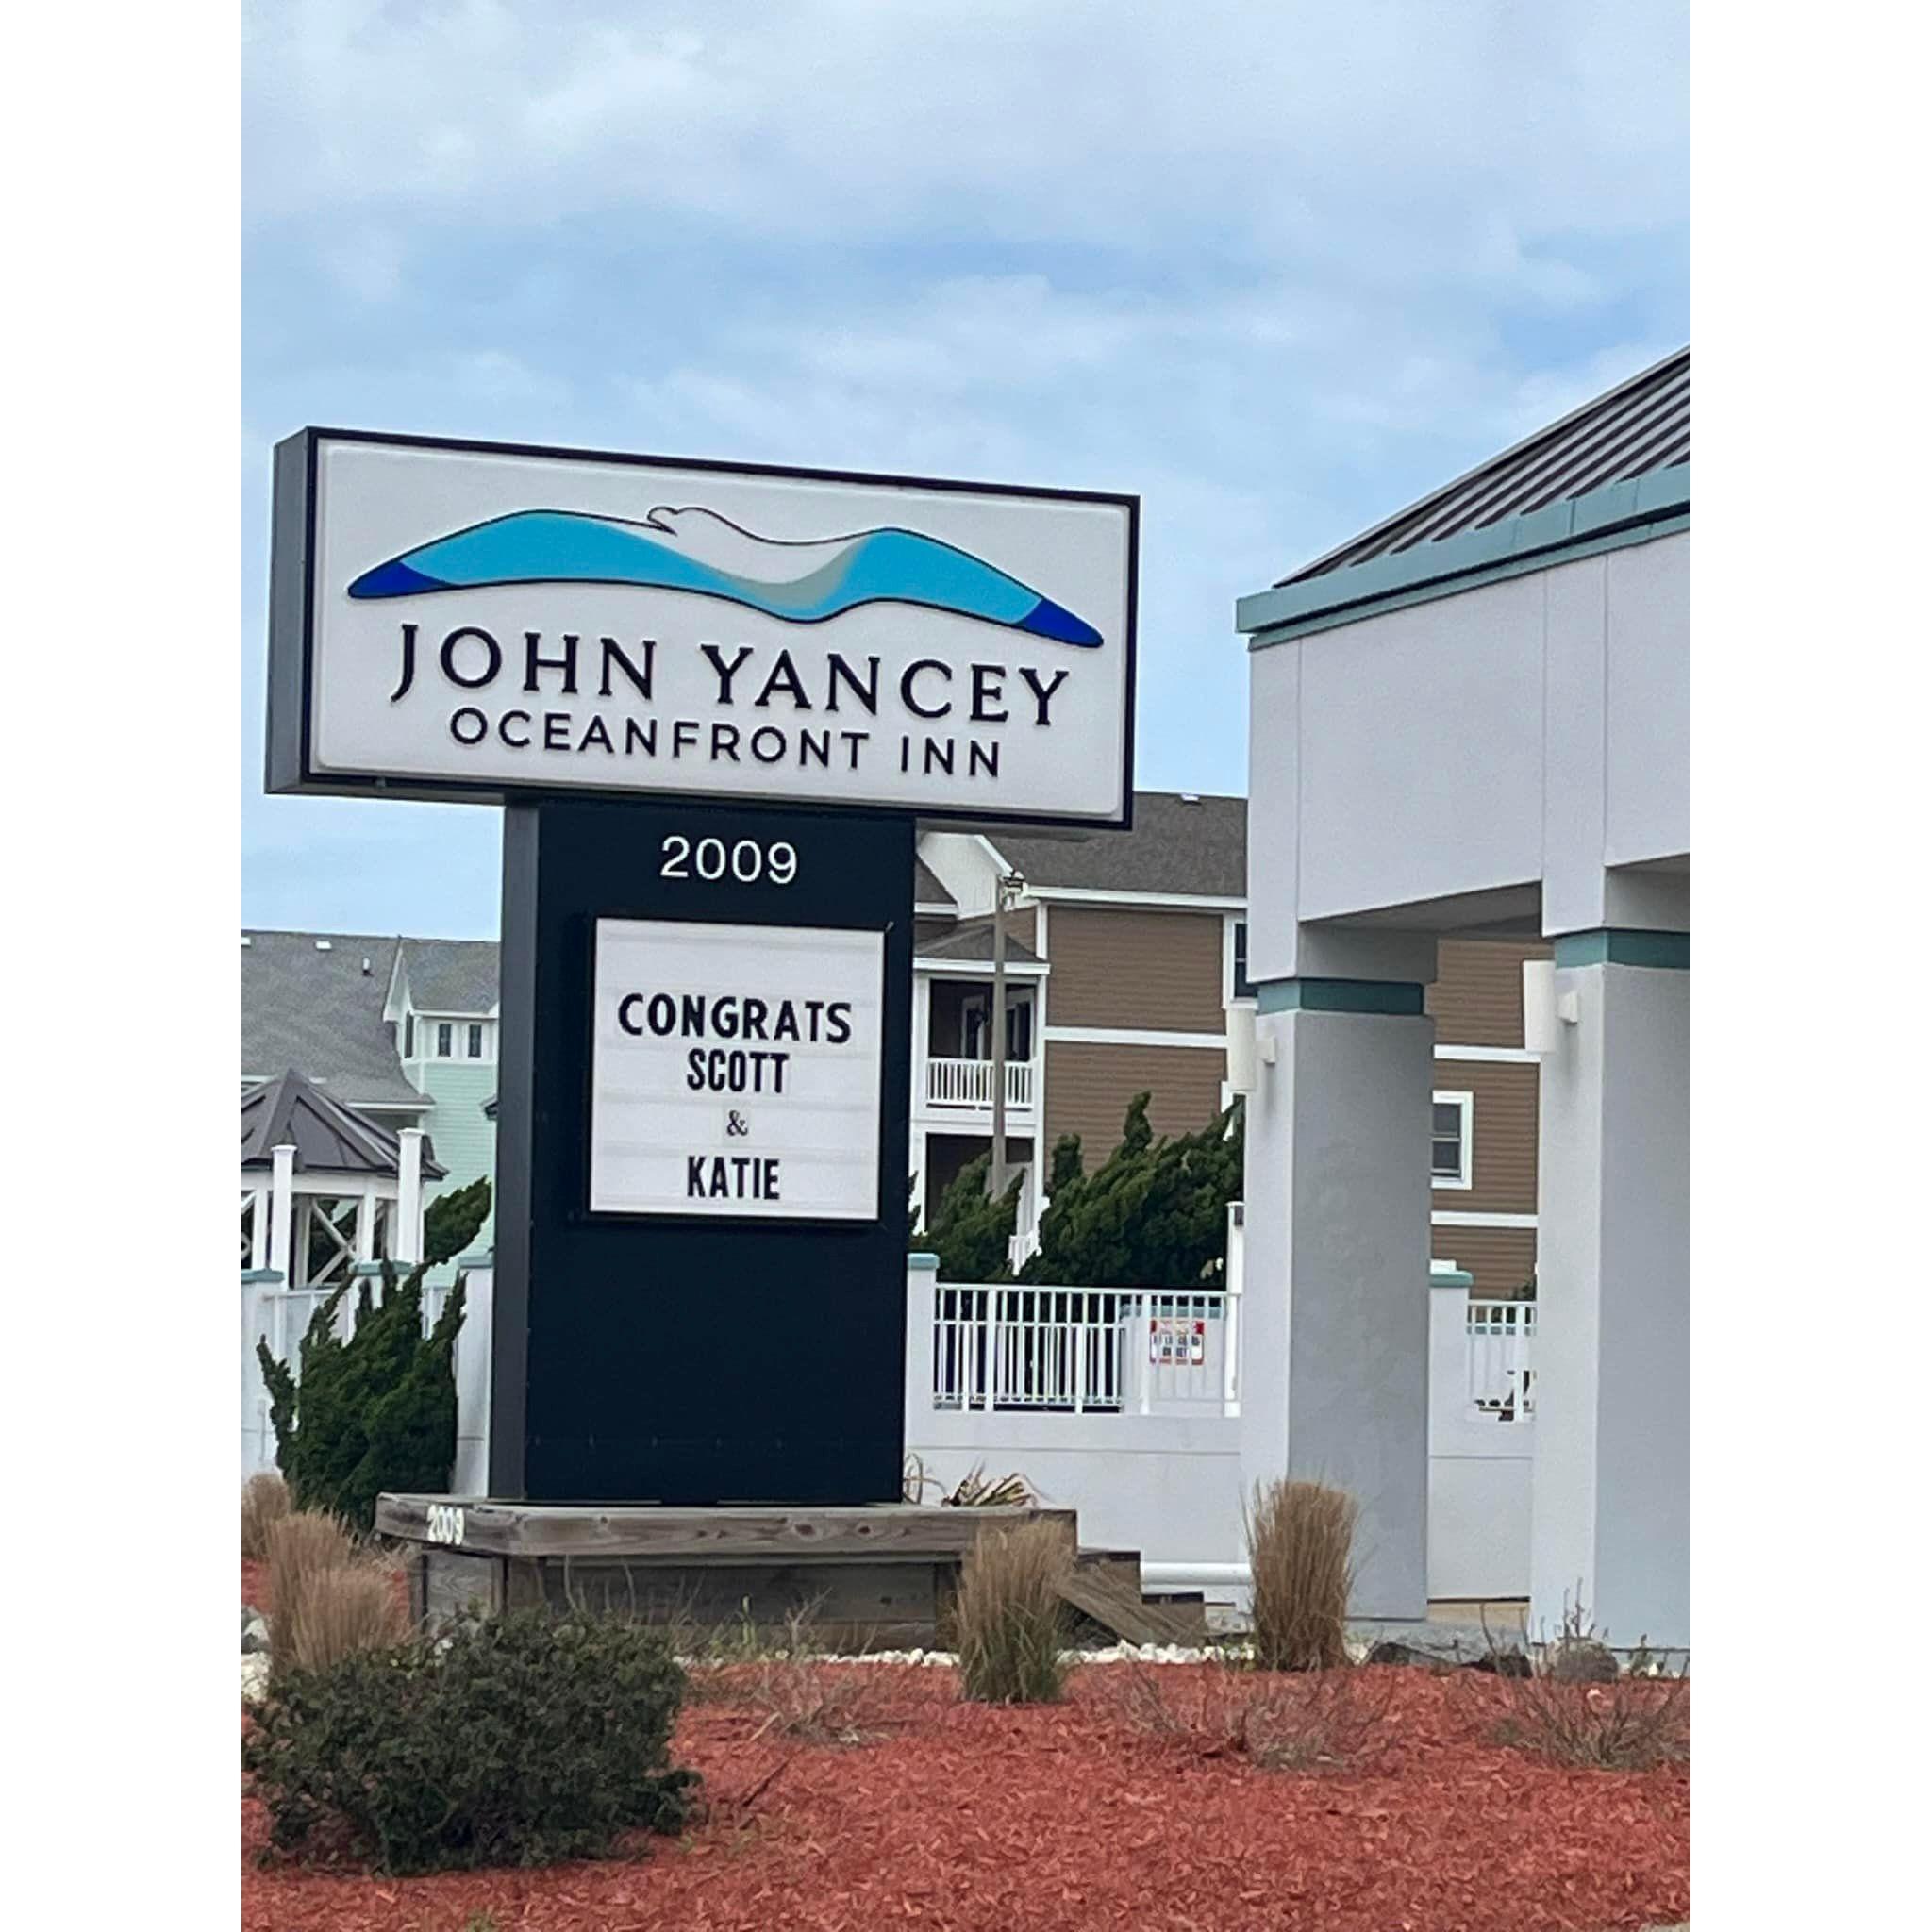 JOHN YANCEY
OCEANFRONT INN
2009
CONGRATS
SCOTT
&
KATIE
2009